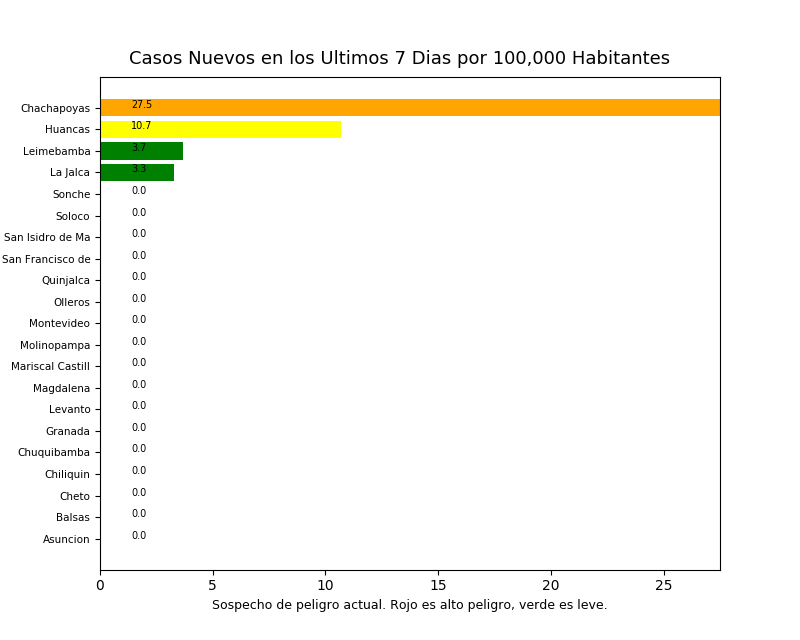 Casos Nuevos en los Ultimos 7 Dias por 100,000 Habitantes
Chachapoyas 27.5
Huancas 10.7
Leimebamba 3.7
La Jalca 3.3
Sonche 0.0
Soloco 0.0
San Isidro de Ma 0.0
San Francisco de 0.0
Quinjalca 0.0
Olleros 0.0
Montevideo 0.0
Molinopampa 0.0
Mariscal Castill 0.0
Magdalena 0.0
Levanto 0.0
Granada 0.0
Chuquibamba 0.0
Chiliquin 0.0
Cheto 0.0
Balsas 0.0
Asuncion 0.0
0 5 10 15 20 25
Sospecho de peligro actual. Rojo es alto peligro, verde es leve.